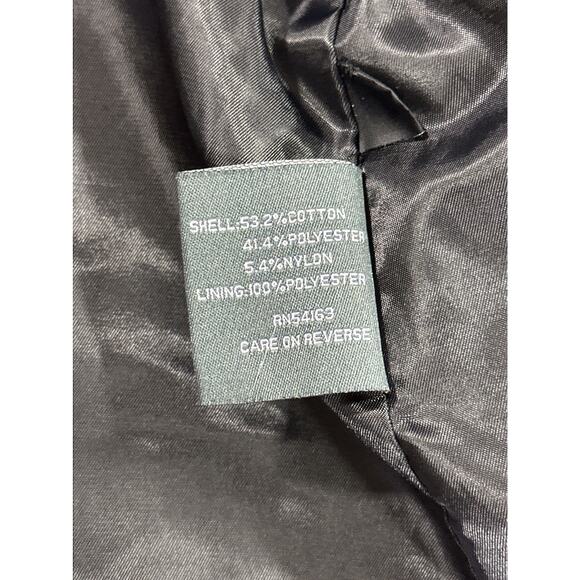 SHELL:53.2%COTTON
41.4%POLYESTER
5.4%NYLON
LINING:100%POLYESTER
RN54163
CARE ON REVERSE